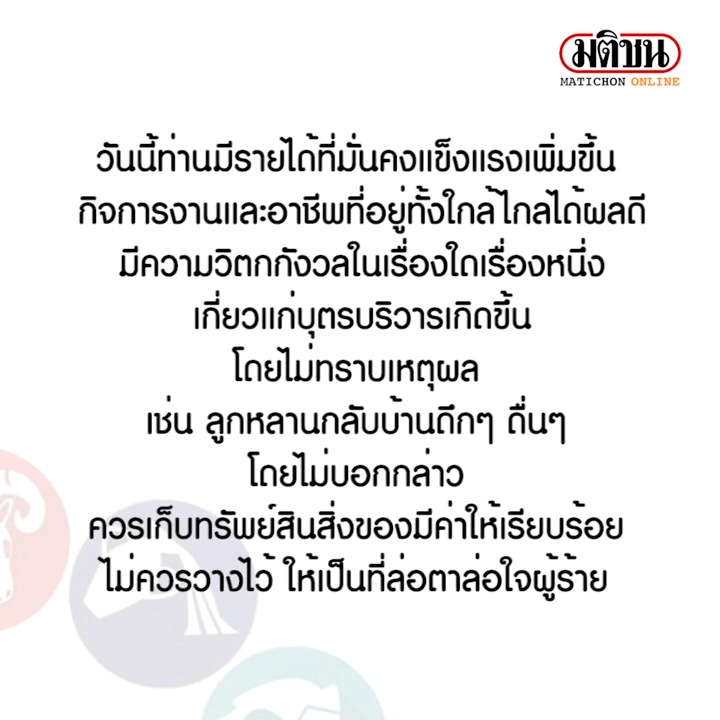 มติชน
MATICHON ONLINE
วันนี้ท่านมีรายได้ที่มั่นคงแข็งแรงเพิ่มขึ้น
กิจการงานและอาชีพที่อยู่ทั้งใกล้ไกลได้ผลดี
มีความวิตกกังวลในเรื่องใดเรื่องหนึ่ง
เกี่ยวแก่บุตรบริวารเกิดขึ้น
โดยไม่ทราบเหตุผล
เช่น ลูกหลานกลับบ้านดึกๆ ดื่นๆ
โดยไม่บอกกล่าว
ควรเก็บทรัพย์สินสิ่งของมีค่าให้เรียบร้อย
ไม่ควรวางไว้ ให้เป็นที่ล่อตาล่อใจผู้ร้าย